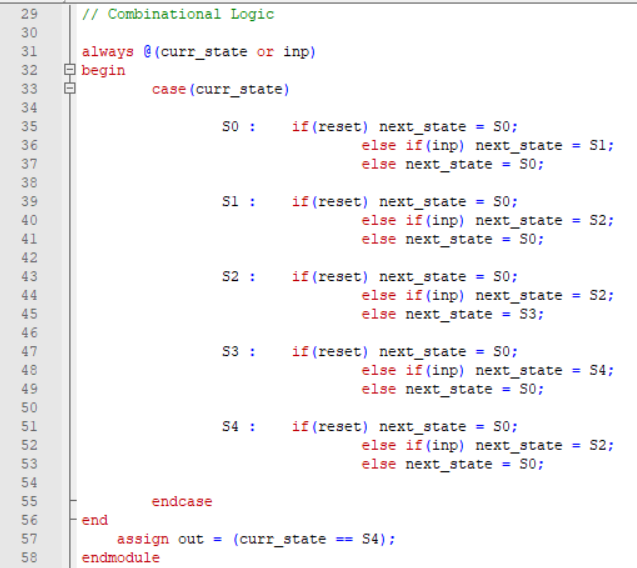 29 // Combinational Logic
30
31 always @(curr_state or inp)
32 begin
33 case(curr_state)
34
35 S0 : if(reset) next_state = S0;
36 else if(inp) next_state = S1;
37 else next_state = S0;
38
39 S1 : if(reset) next_state = S0;
40 else if(inp) next_state = S2;
41 else next_state = S0;
42
43 S2 : if(reset) next_state = S0;
44 else if(inp) next_state = S2;
45 else next_state = S3;
46
47 S3 : if(reset) next_state = S0;
48 else if(inp) next_state = S4;
49 else next_state = S0;
50
51 S4 : if(reset) next_state = S0;
52 else if(inp) next_state = S2;
53 else next_state = S0;
54
55 endcase
56 end
57 assign out = (curr_state == S4);
58 endmodule